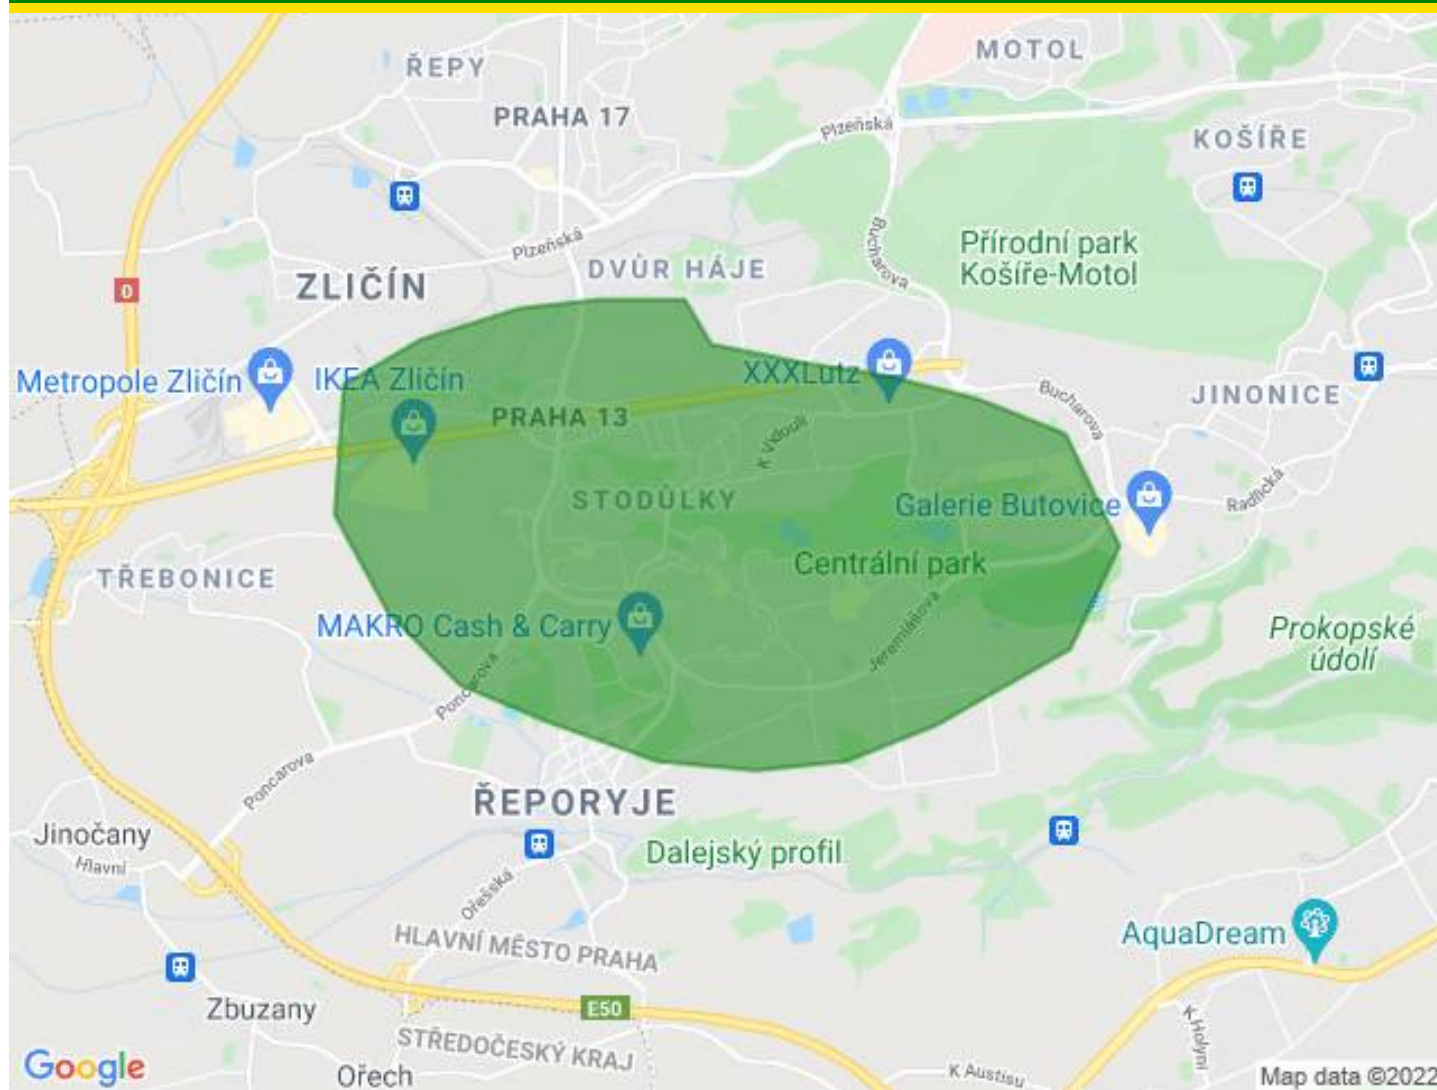 MOTOL
ŘEPY
PRAHA 17
Plzeňská
KOŠÍŘE
Plzeňská
Bucharova
Přírodní park
Košíře-Motol
DVŮR HÁJE
ZLIČÍN
0
Metropole Zličín
IKEA Zličín
XXXLutz
Bucharova
JINONICE
PRAHA 13
K Vidouli
STODŮLKY
Galerie Butovice
Radlická
TŘEBONICE
Centrální park
MAKRO Cash & Carry
Jeremiášova
Prokopské
údolí
Poncarova
Poncarova
ŘEPORYJE
Jinočany
Hlavní
Dalejský profil
Ořešská
AquaDream
HLAVNÍ MĚSTO PRAHA
Zbuzany
E50
STŘEDOČESKÝ KRAJ
K Holyni
Google
Ořech
K Austisu
Map data ©2022